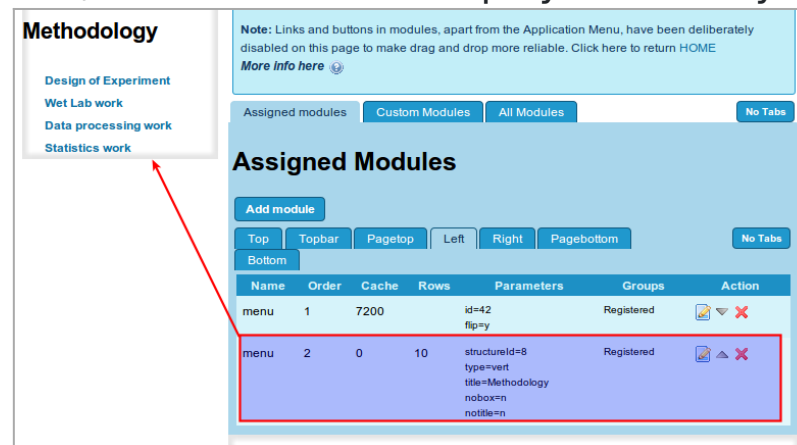 Methodology
Design of Experiment
Wet Lab work
Data processing work
Statistics work
Note: Links and buttons in modules, apart from the Application Menu, have been deliberately
disabled on this page to make drag and drop more reliable. Click here to return HOME
More info here
Assigned modules Custom Modules All Modules No Tabs
Assigned Modules
Add module
Top Topbar Pagetop Left Right Pagebottom No Tabs
Bottom
Name Order Cache Rows Parameters Groups Action
menu 1 7200 id=42 Registered
flip=y
menu 2 0 10 structureId=8 Registered
type=vert
title=Methodology
nobox=n
notitle=n